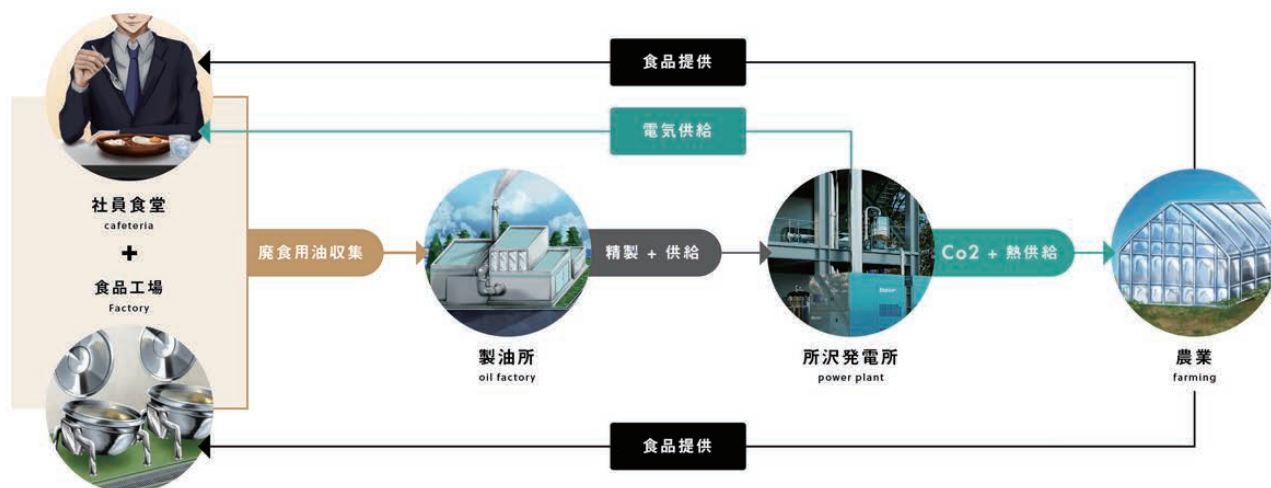 食品提供
電気供給
社員食堂
cafeteria
+
食品工場
Factory
廃食用油収集
精製 + 供給
Co2 + 熱供給
製油所
oil factory
所沢発電所
power plant
農業
farming
食品提供